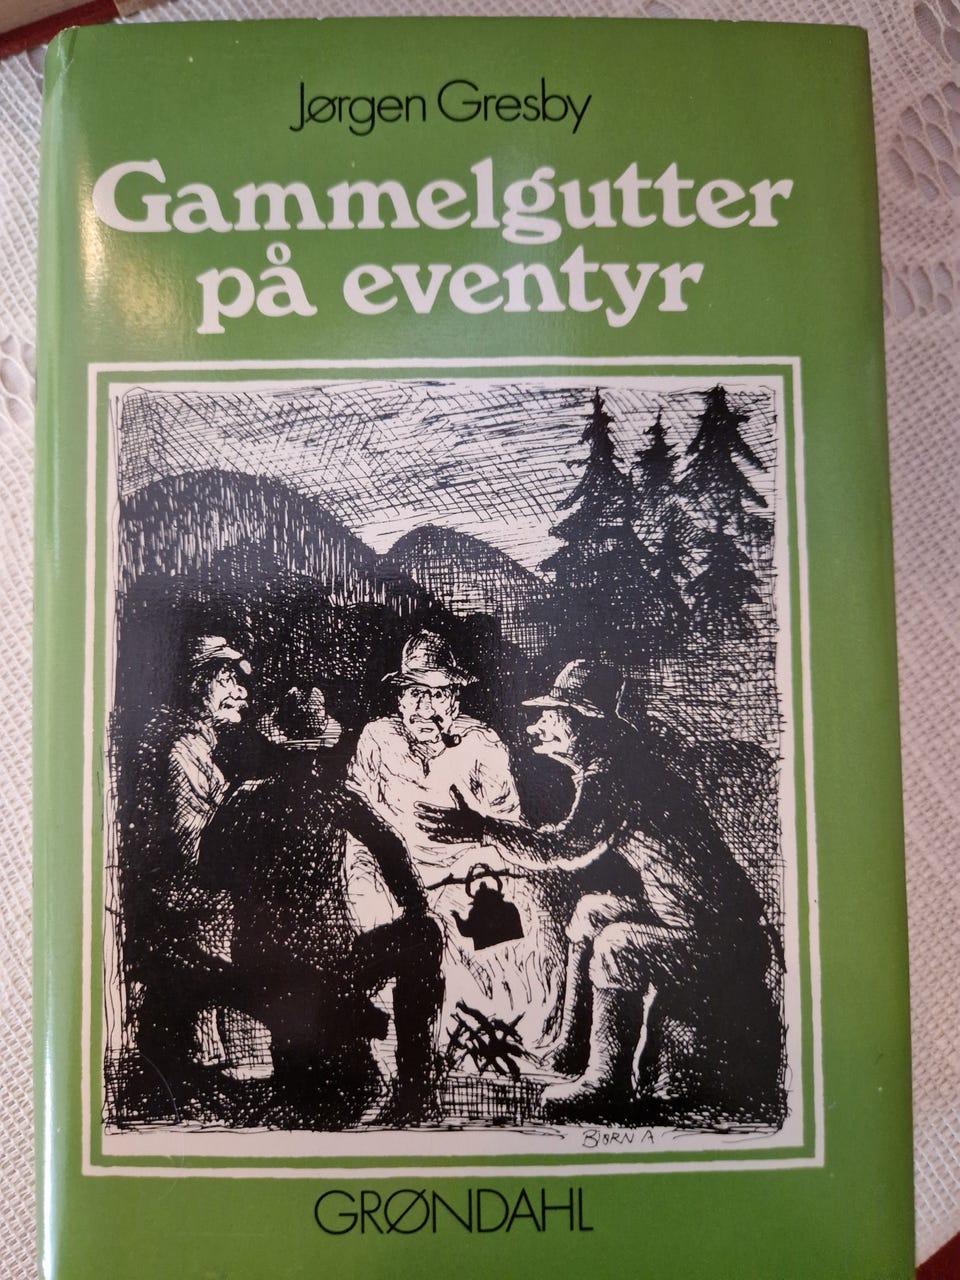 Jørgen Gresby
Gammelgutter
på eventyr
BJØRN A
GRØNDAHL